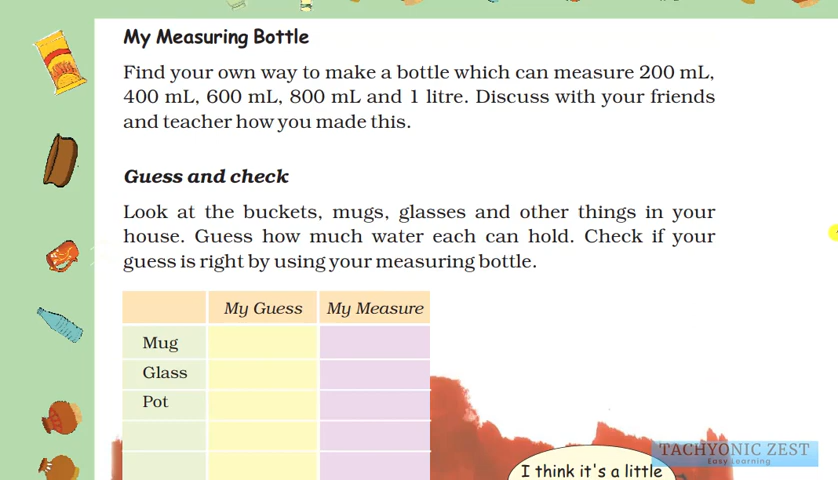 My Measuring Bottle
Find your own way to make a bottle which can measure 200 mL,
400 mL, 600 mL, 800 mL and 1 litre. Discuss with your friends
and teacher how you made this.
Guess and check
Look at the buckets, mugs, glasses and other things in your
house. Guess how much water each can hold. Check if your
guess is right by using your measuring bottle.
My Guess My Measure
Mug
Glass
Pot
I think it's a little
TACHYONIC ZEST
Easy Learning